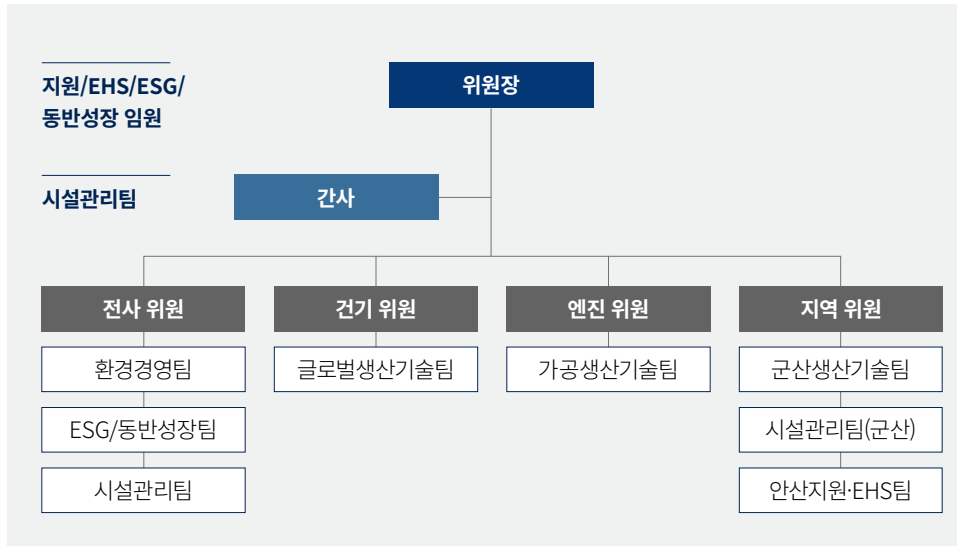 지원/EHS/ESG/
동반성장 임원
위원장
시설관리팀
간사
전사 위원
건기 위원
엔진 위원
지역 위원
환경경영팀
글로벌생산기술팀
가공생산기술팀
군산생산기술팀
ESG/동반성장팀
시설관리팀(군산)
시설관리팀
안산지원·EHS팀